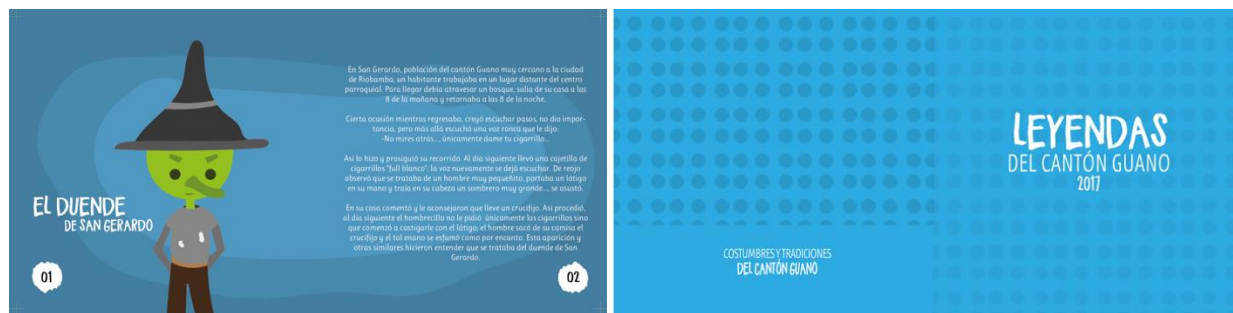 EL DUENDE
DE SAN GERARDO
01
En San Gerardo, población del cantón Guano muy cercano a la ciudad
de Riobamba, un habitante trabajaba en un lugar distante del centro
parroquial. Para llegar debía atravesar un bosque, salía de su casa a las
8 de la mañana y retornaba a las 8 de la noche.
Cierta ocasión mientras regresaba, creyó escuchar pasos, no dio impor-
tancia, pero más allá escuchó una voz ronca que le dijo:
-No mires atrás..., únicamente dame tu cigarrillo...
Así lo hizo y prosiguió su recorrido. Al día siguiente llevó una cajetilla de
cigarrillos "full blanco"; la voz nuevamente se dejó escuchar. De reojo
observó que se trataba de un hombre muy pequeñito, portaba un látigo
en su mano y traía en su cabeza un sombrero muy grande..., se asustó.
En su casa comentó y le aconsejaron que lleve un crucifijo. Así procedió,
al día siguiente el hombrecillo no le pidió únicamente los cigarrillos sino
que comenzó a castigarle con el látigo; el hombre sacó de su camisa el
crucifijo y el tal enano se esfumó como por encanto. Esta aparición y
otras similares hicieron entender que se trataba del duende de San
Gerardo.
02
COSTUMBRES Y TRADICIONES
DEL CANTÓN GUANO
LEYENDAS
DEL CANTÓN GUANO
2017